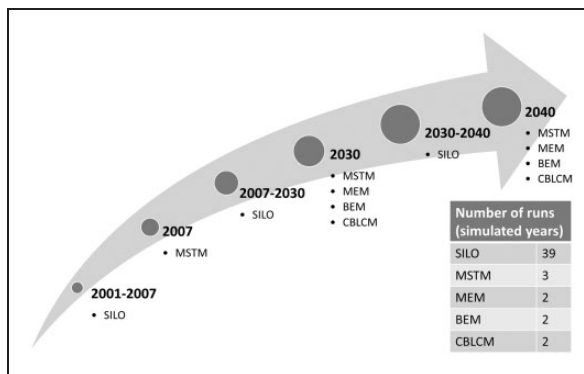 2001-2007
• SILO
2007
• MSTM
2007-2030
• SILO
2030
• MSTM
• MEM
• BEM
• CBLCM
2030-2040
• SILO
2040
• MSTM
• MEM
• BEM
• CBLCM
Number of runs
(simulated years)
SILO 39
MSTM 3
MEM 2
BEM 2
CBLCM 2